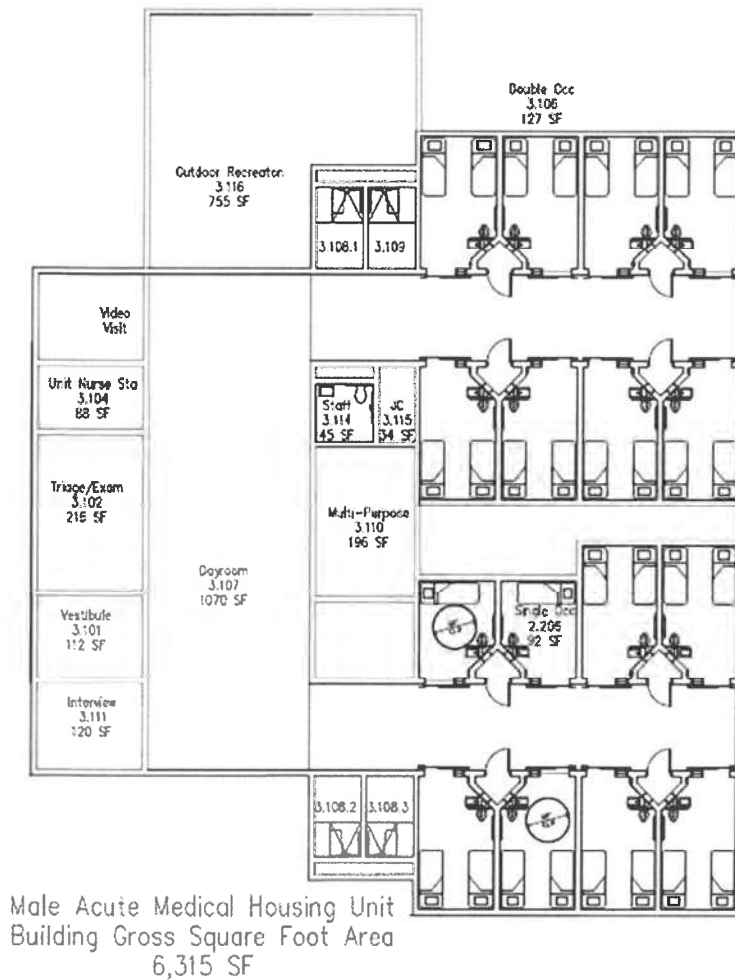 Double Occ
3.106
127 SF
Outdoor Recreation
3.116
755 SF
3.108.1
3.109
Video
Visit
Unit Nurse Sta
3.104
88 SF
Staff
3.114
45 SF
JC
3.115
34 SF
Triage/Exam
3.102
216 SF
Multi-Purpose
3.110
196 SF
Dayroom
3.107
1070 SF
Vestibule
3.101
112 SF
Single Occ
2.206
92 SF
Interview
3.111
120 SF
3.108.2
3.108.3
Male Acute Medical Housing Unit
Building Gross Square Foot Area
6,315 SF